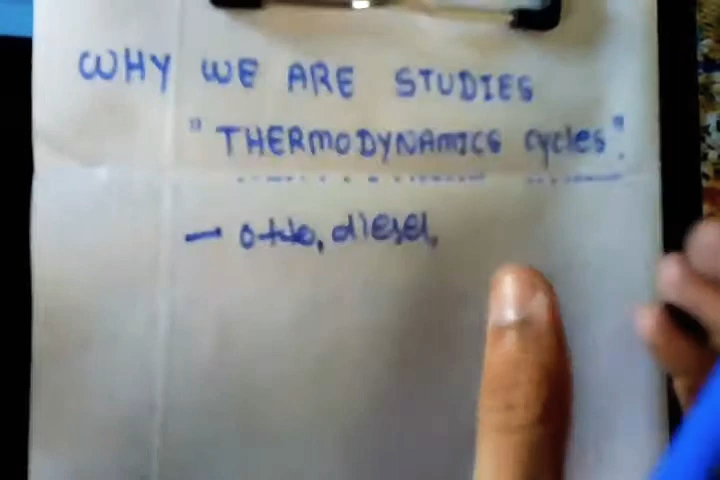 WHY WE ARE STUDIES
"THERMODYNAMICS cycles".
— otto, diesel,